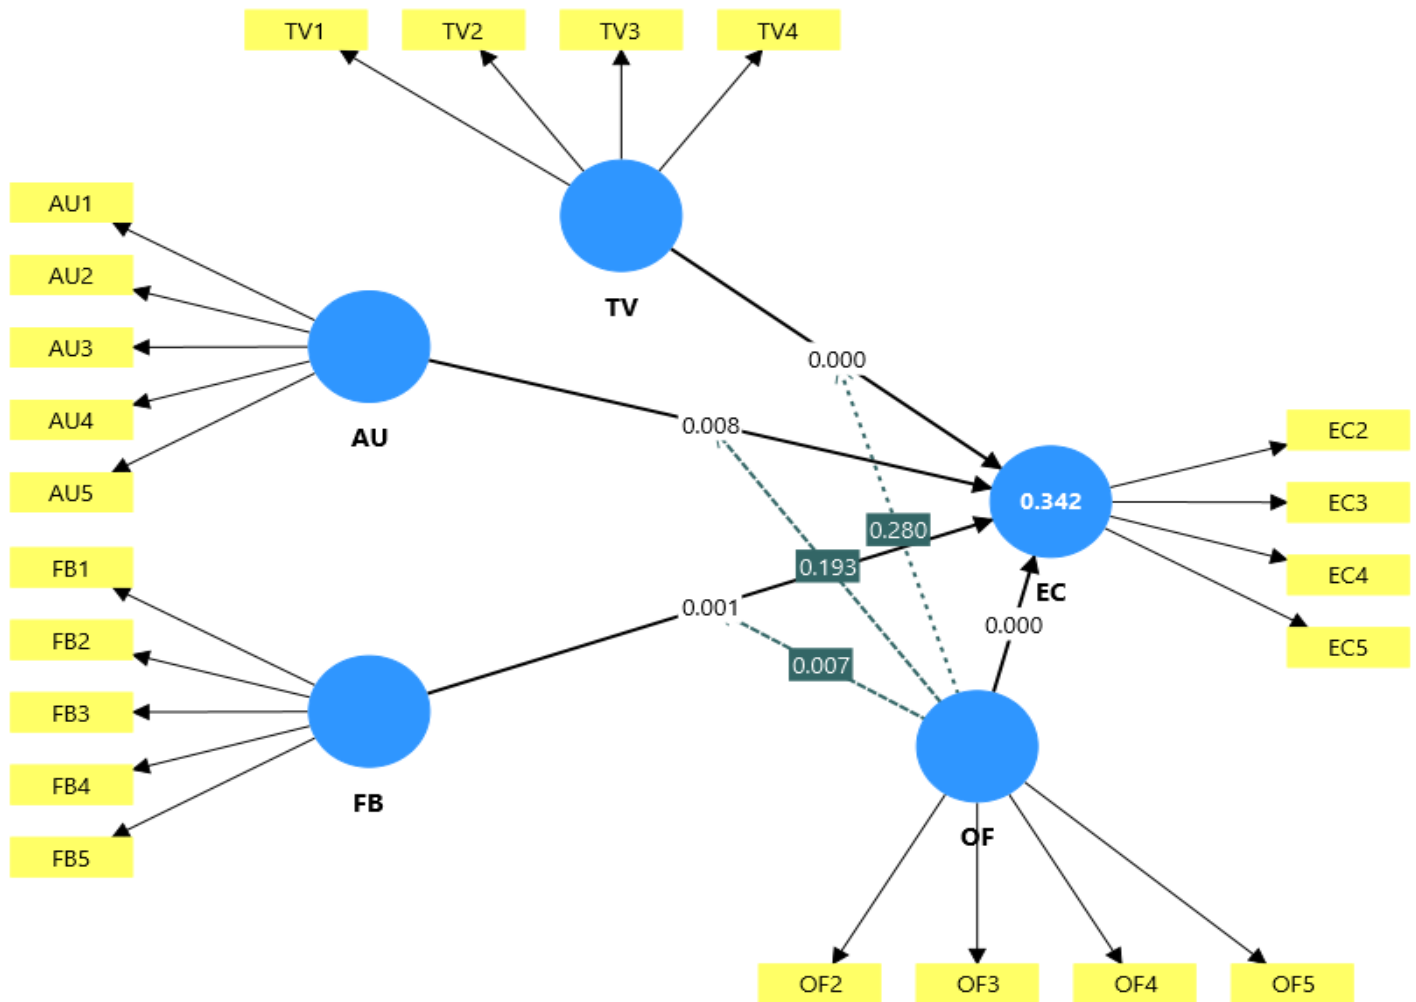 TV1
TV2
TV3
TV4
AU1
AU2
AU3
AU4
AU5
TV
AU
0.000
0.008
FB1
FB2
FB3
FB4
FB5
FB
0.001
0.280
0.193
0.007
0.342
EC
0.000
EC2
EC3
EC4
EC5
OF
OF2
OF3
OF4
OF5